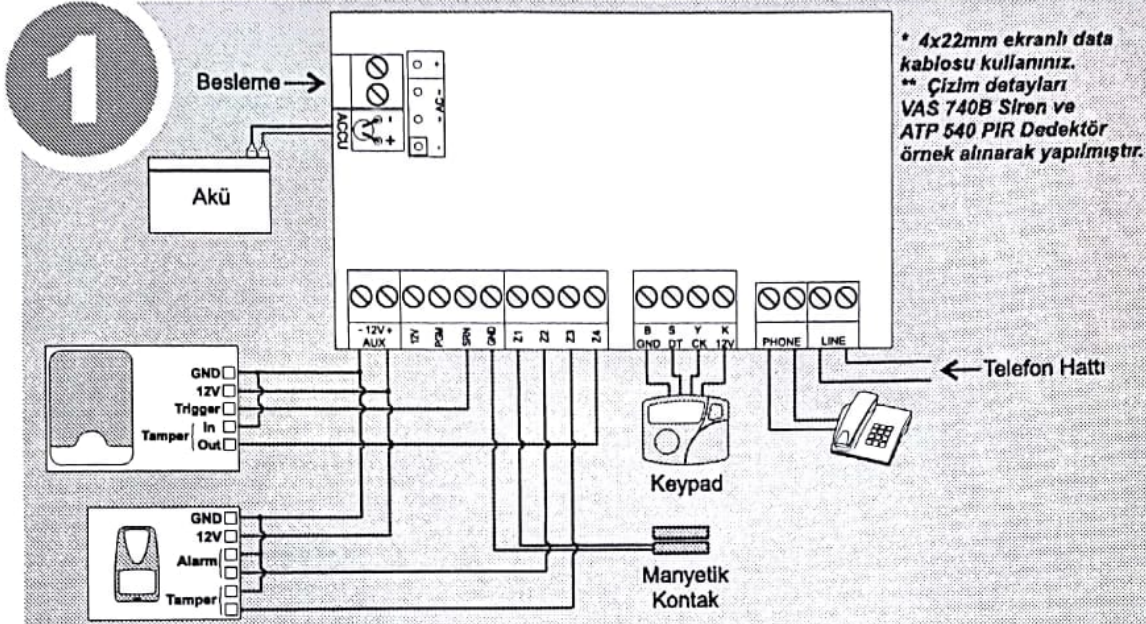 1
* 4x22mm ekranlı data
kablosu kullanınız.
** Çizim detayları
VAS 740B Siren ve
ATP 540 PIR Dedektör
örnek alınarak yapılmıştır.
Besleme
ACCU
- +
Akü
- 12V +
AUX
12V
PGM
SRN
GND
Z1
Z2
Z3
Z4
B S Y K
GND DT CK 12V
PHONE LINE
Telefon Hattı
GND
12V
Trigger
In
Tamper
Out
Keypad
GND
12V
Alarm
Tamper
Manyetik
Kontak